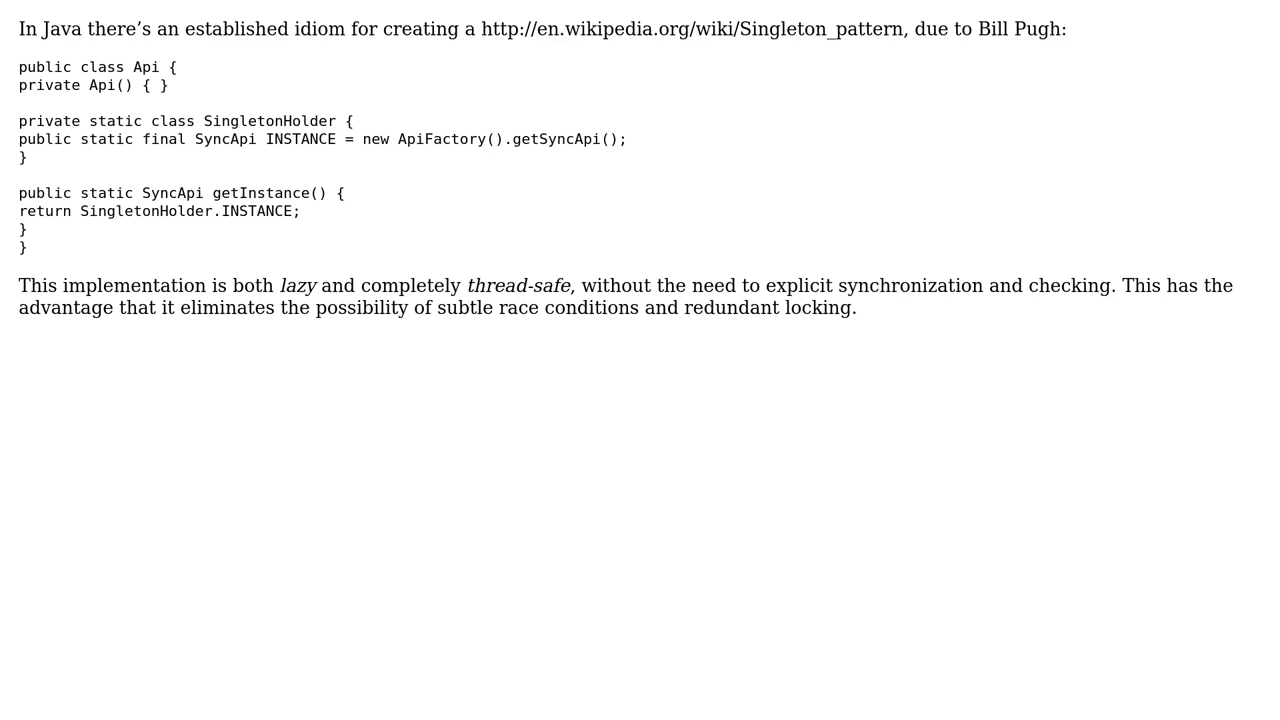 In Java there’s an established idiom for creating a http://en.wikipedia.org/wiki/Singleton_pattern, due to Bill Pugh:
public class Api {
private Api() { }
private static class SingletonHolder {
public static final SyncApi INSTANCE = new ApiFactory().getSyncApi();
}
public static SyncApi getInstance() {
return SingletonHolder.INSTANCE;
}
}
This implementation is both lazy and completely thread-safe, without the need to explicit synchronization and checking. This has the
advantage that it eliminates the possibility of subtle race conditions and redundant locking.